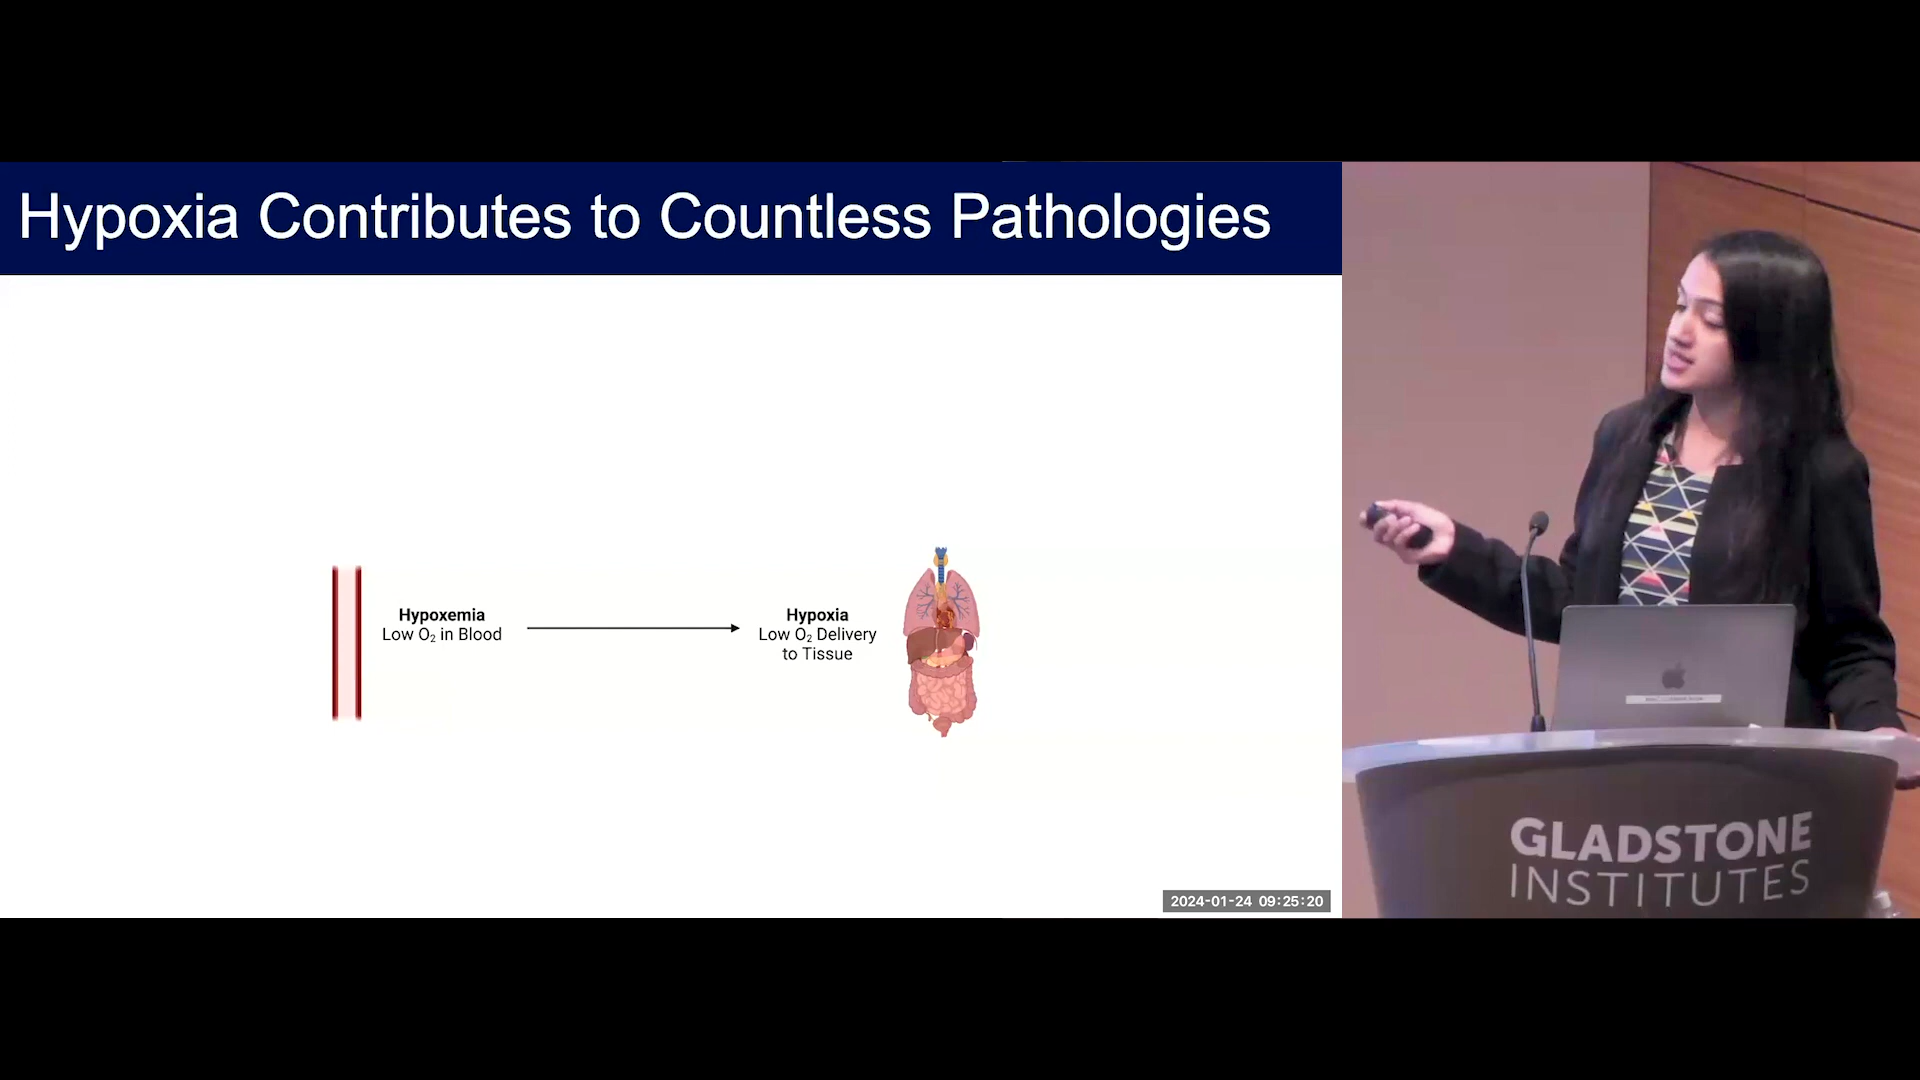 Hypoxia Contributes to Countless Pathologies
Hypoxemia
Low O₂ in Blood
Hypoxia
Low O₂ Delivery
to Tissue
2024-01-24 09:25:20
GLADSTONE
INSTITUTES